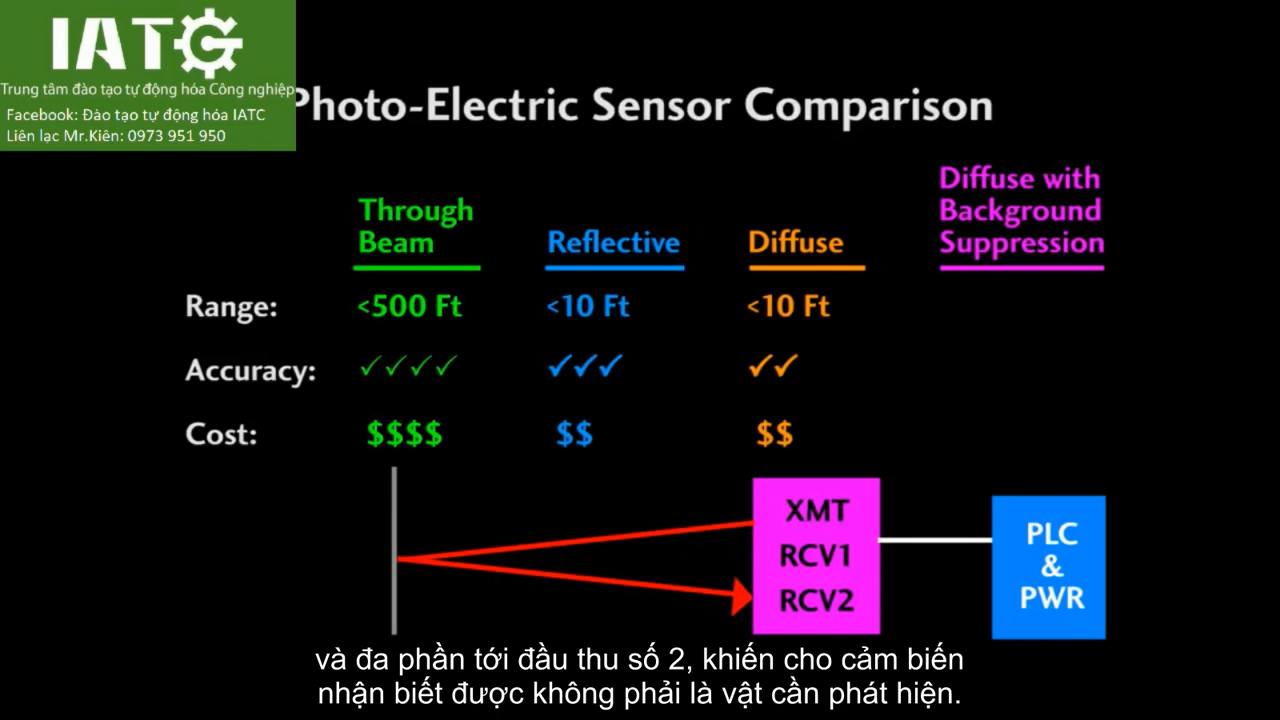 IATC
Trung tâm đào tạo tự động hóa Công nghiệp
Facebook: Đào tạo tự động hóa IATC
Liên lạc Mr.Kiên: 0973 951 950
Photo-Electric Sensor Comparison
Through
Beam
Reflective
Diffuse
Diffuse with
Background
Suppression
Range: <500 Ft <10 Ft <10 Ft
Accuracy: ✓✓✓✓ ✓✓✓ ✓✓
Cost: $$$$ $$ $$
XMT
RCV1
RCV2
PLC
&
PWR
và đa phần tới đầu thu số 2, khiến cho cảm biến
nhận biết được không phải là vật cần phát hiện.